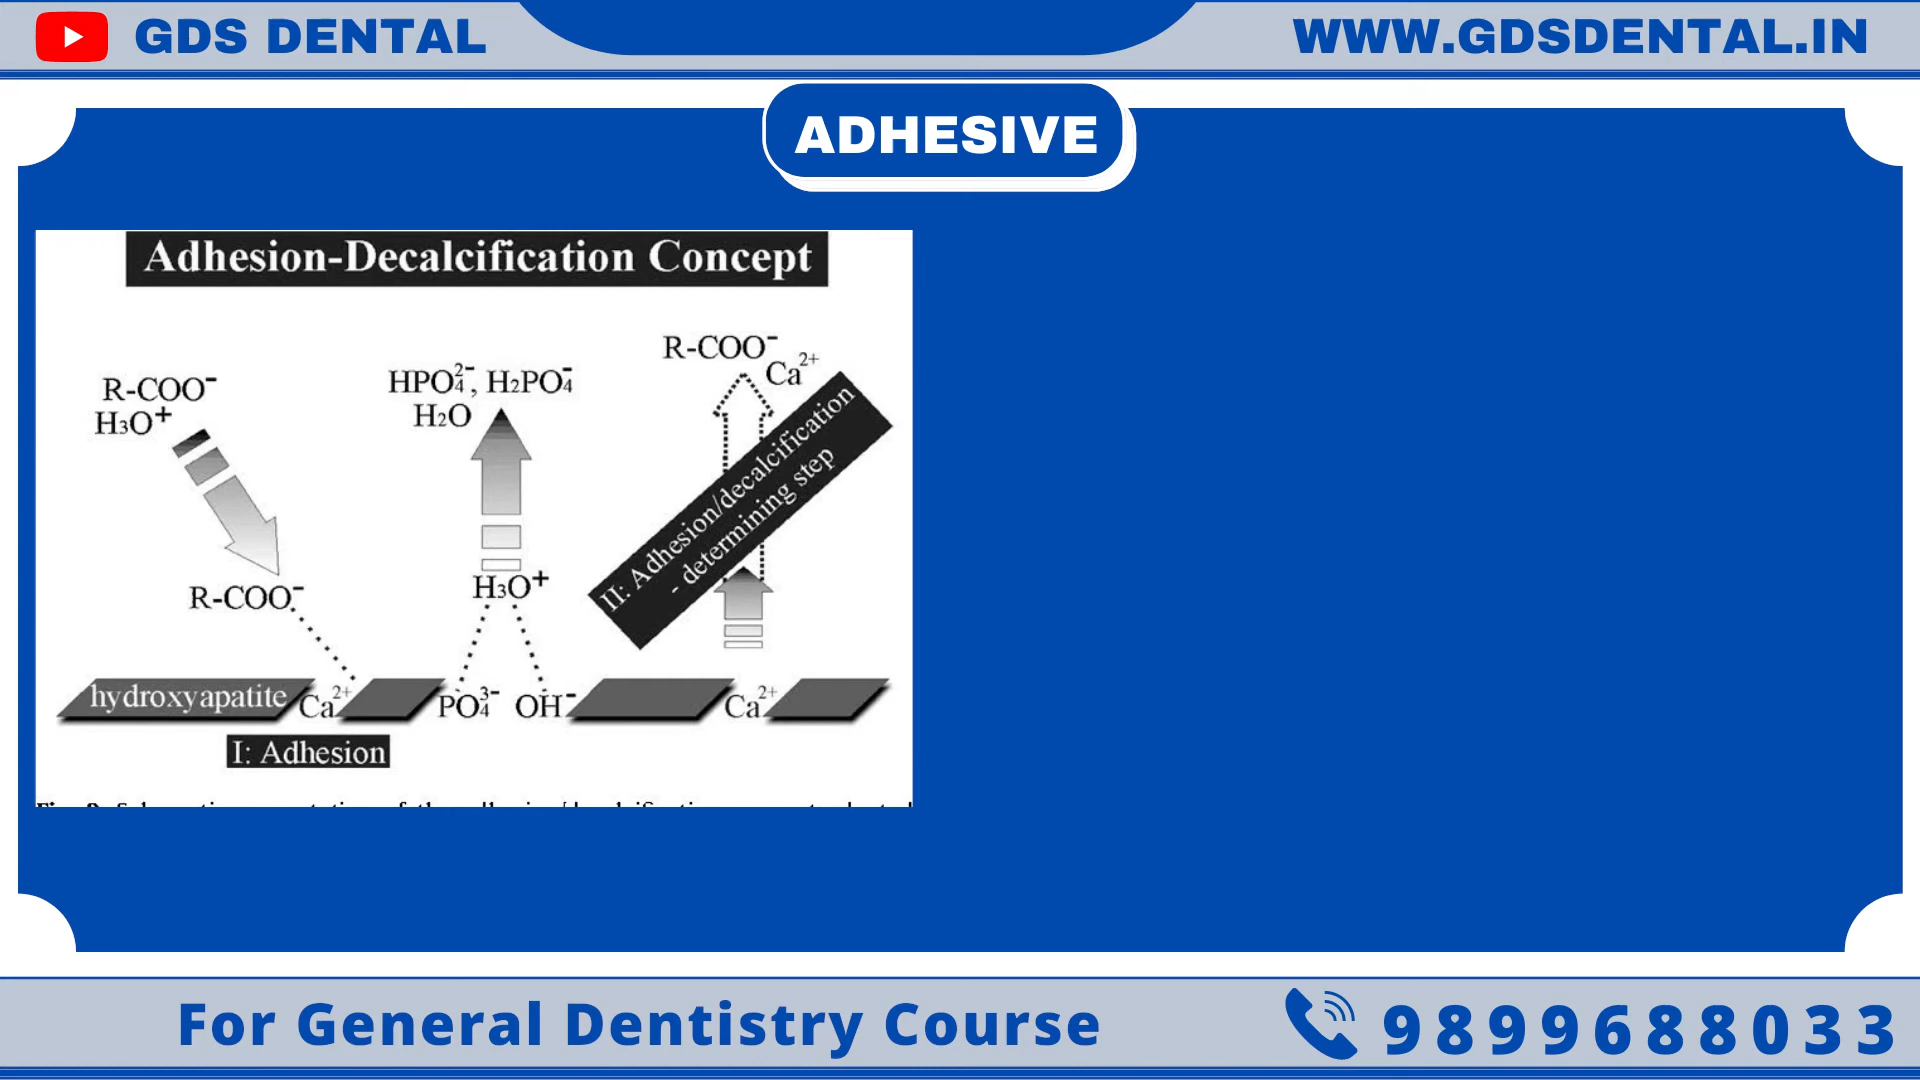 GDS DENTAL
WWW.GDSDENTAL.IN
ADHESIVE
Adhesion-Decalcification Concept
R-COO⁻
H₃O⁺
R-COO⁻
HPO₄²⁻, H₂PO₄⁻
H₂O
H₃O⁺
R-COO⁻
Ca²⁺
II: Adhesion/decalcification
- determining step
hydroxyapatite Ca²⁺ PO₄³⁻ OH⁻ Ca²⁺
I: Adhesion
For General Dentistry Course
9899688033